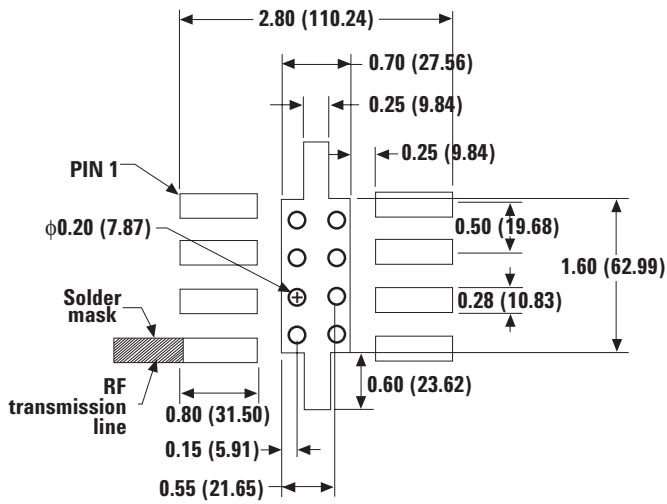 2.80 (110.24)
0.70 (27.56)
0.25 (9.84)
0.25 (9.84)
PIN 1
ϕ0.20 (7.87)
0.50 (19.68)
1.60 (62.99)
0.28 (10.83)
Solder
mask
RF
transmission
line
0.60 (23.62)
0.80 (31.50)
0.15 (5.91)
0.55 (21.65)